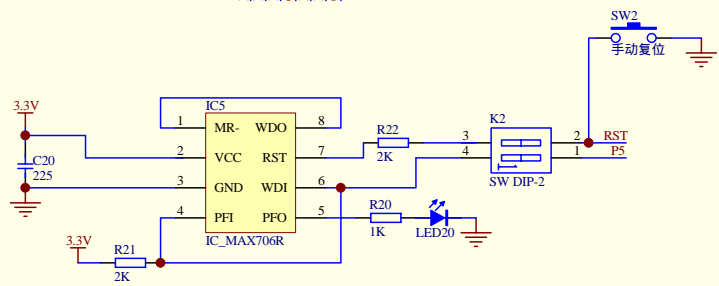 SW2
手动复位
3.3V
IC5
1 MR- WDO 8
K2
R22
3 2 RST
C20
225
2 VCC RST 7
2K
4 1 P5
3 GND WDI 6
SW DIP-2
4 PFI PFO 5
R20
1K
LED20
3.3V
IC_MAX706R
R21
2K